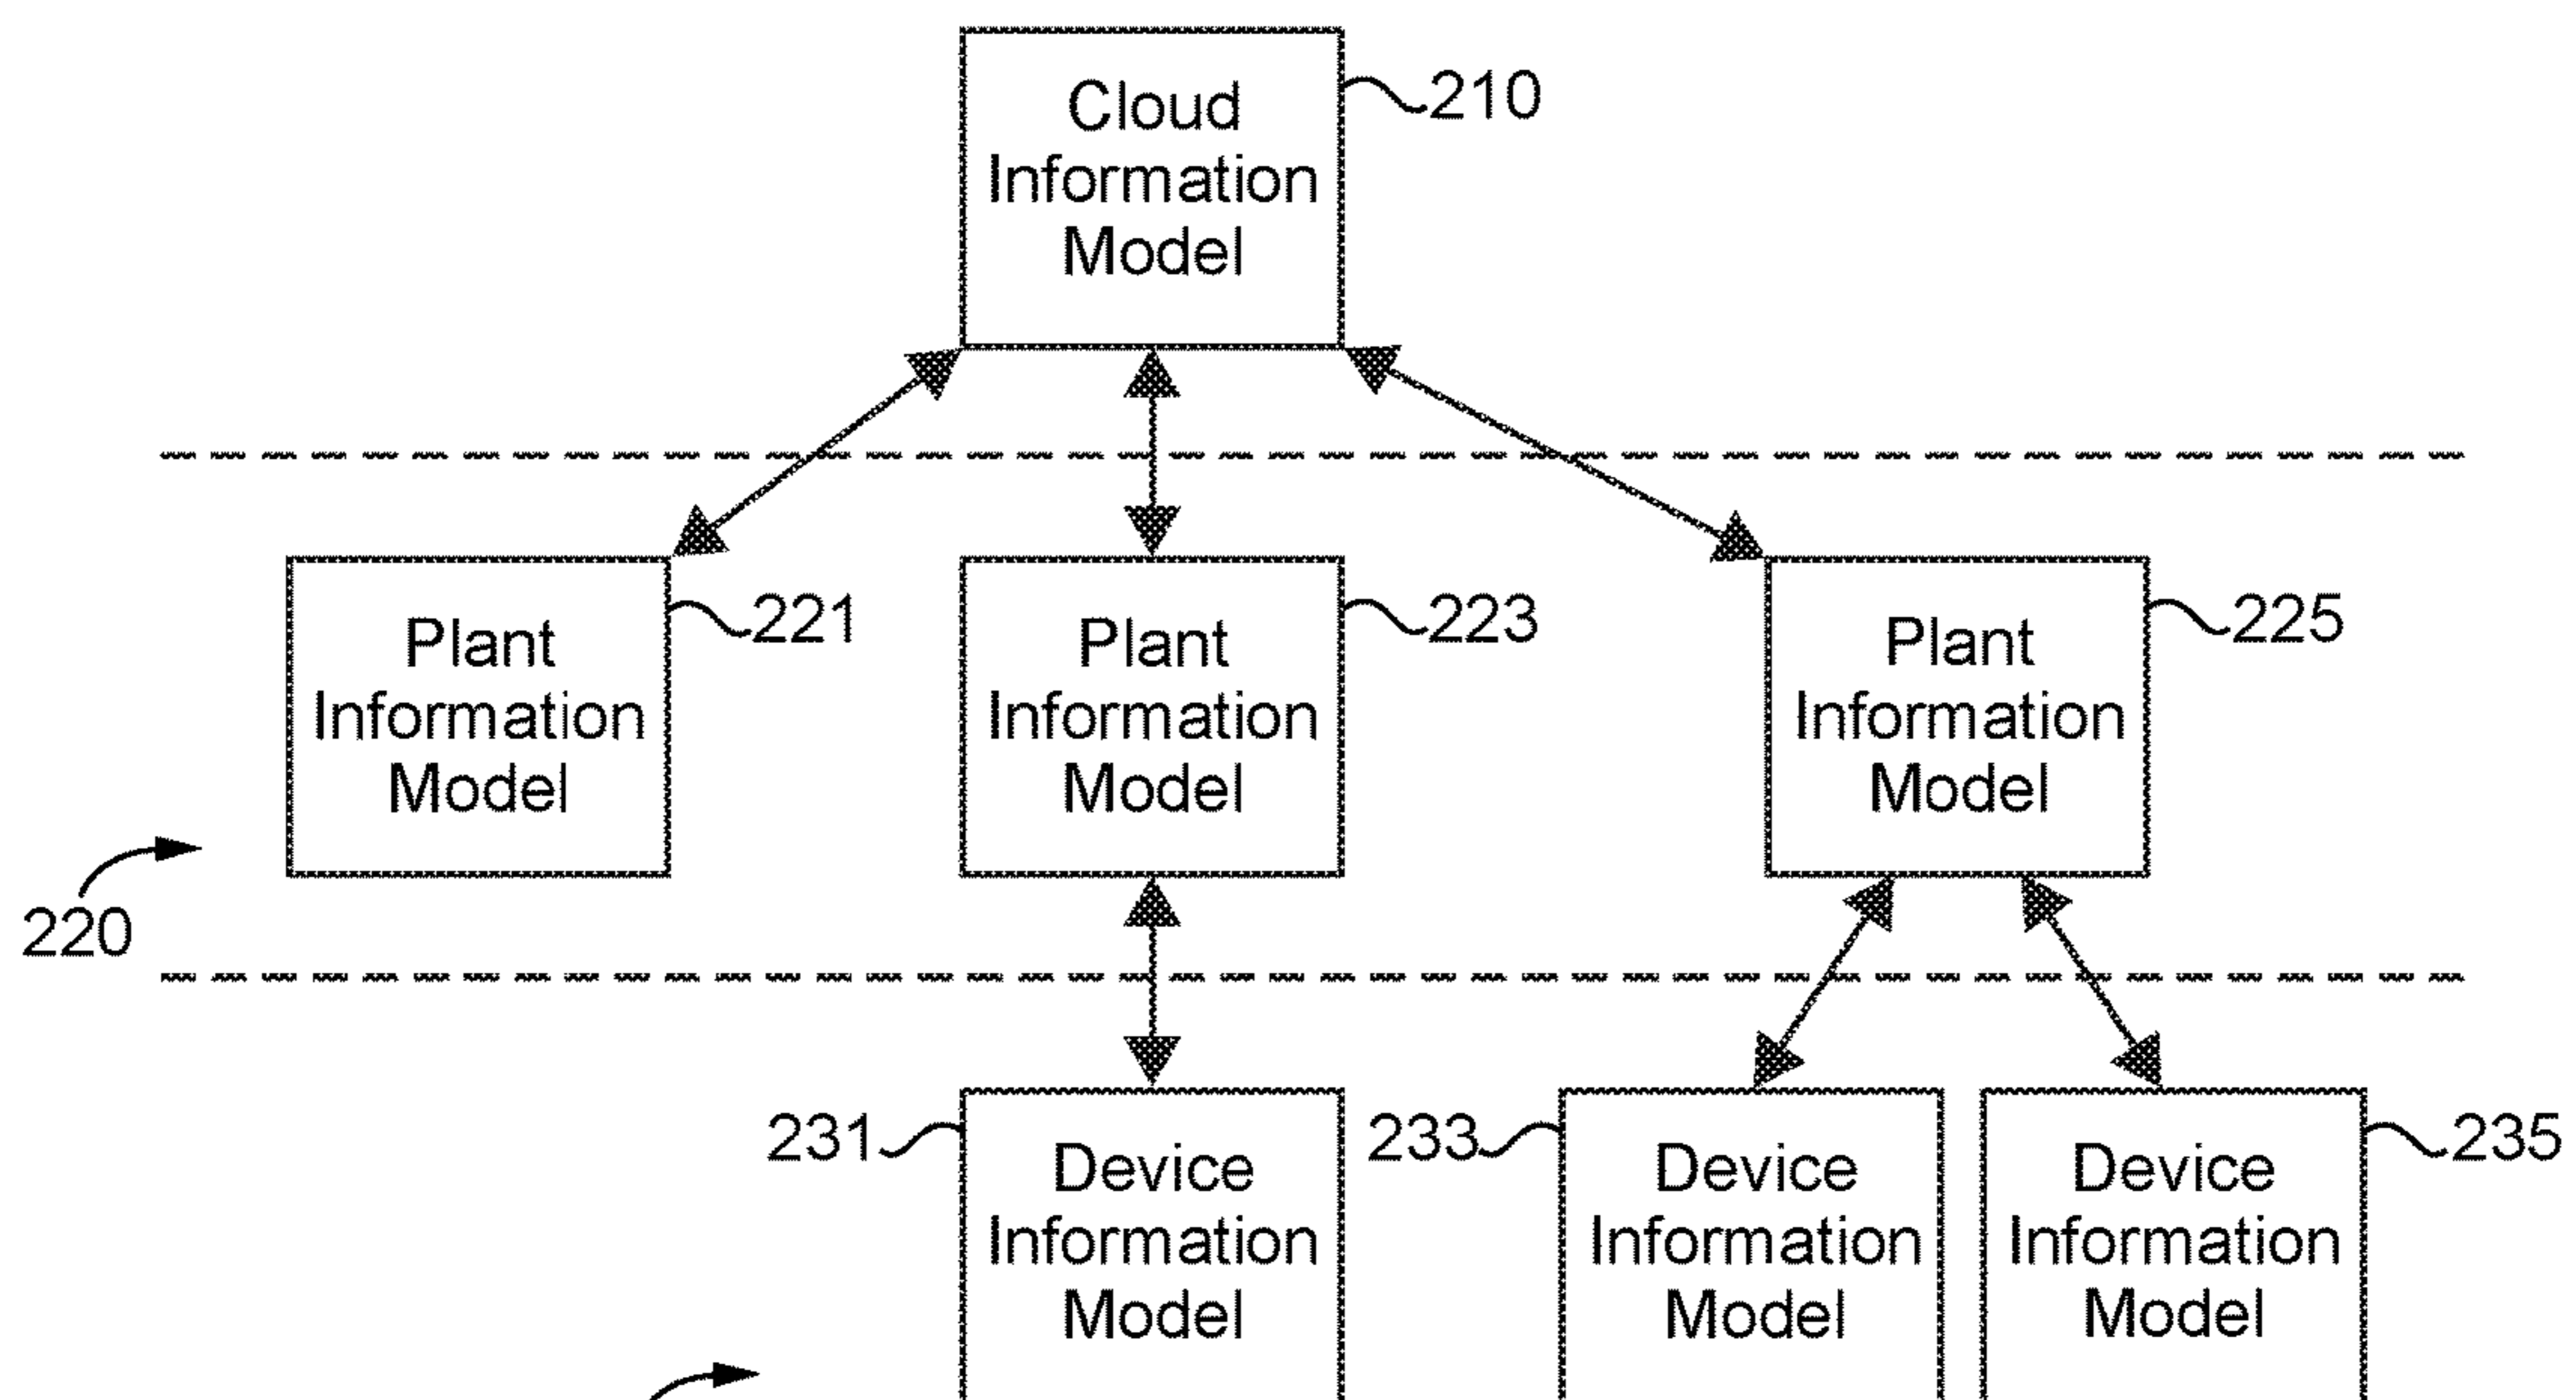 Cloud
Information
Model
210
Plant
Information
Model
221
Plant
Information
Model
223
Plant
Information
Model
225
220
231
Device
Information
Model
233
Device
Information
Model
Device
Information
Model
235